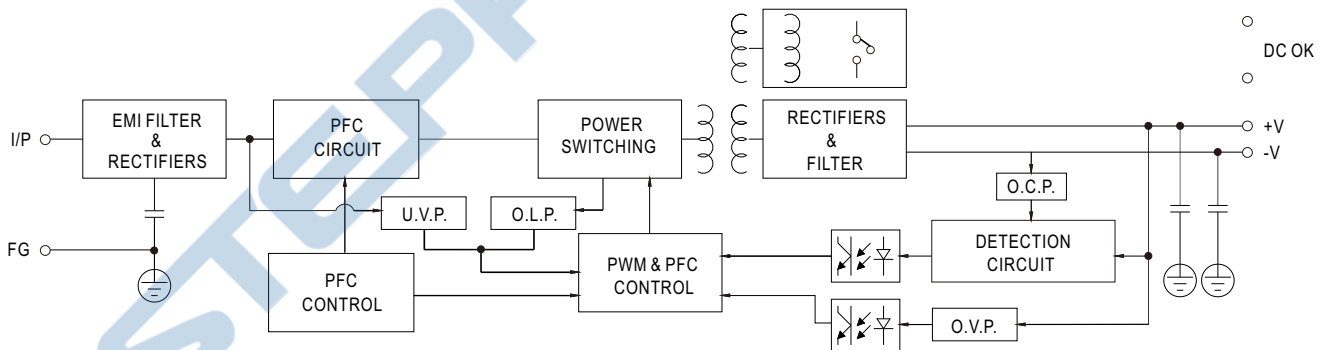 DC OK
I/P
EMI FILTER
&
RECTIFIERS
PFC
CIRCUIT
POWER
SWITCHING
RECTIFIERS
&
FILTER
+V
-V
O.C.P.
U.V.P.
O.L.P.
FG
PFC
CONTROL
PWM & PFC
CONTROL
DETECTION
CIRCUIT
O.V.P.
STEPP